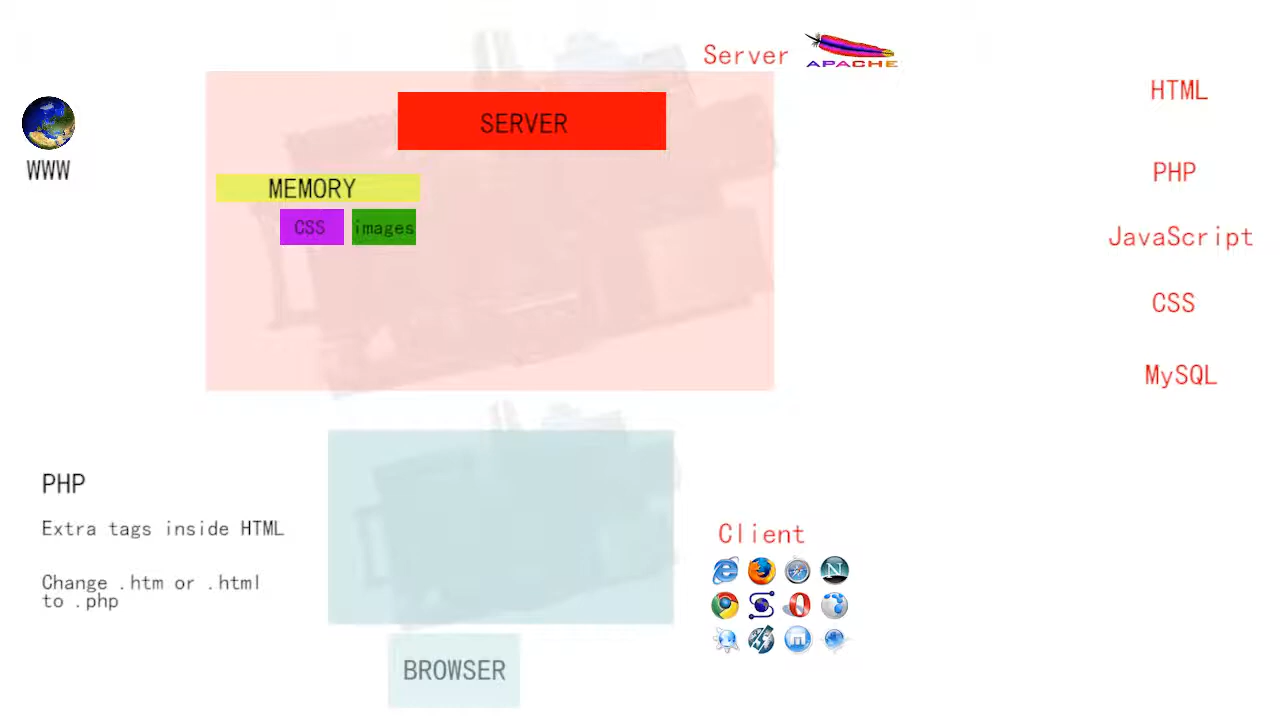 Server
APACHE
HTML
SERVER
WWW
MEMORY
PHP
CSS
images
JavaScript
CSS
MySQL
PHP
Extra tags inside HTML
Client
Change .htm or .html
to .php
BROWSER